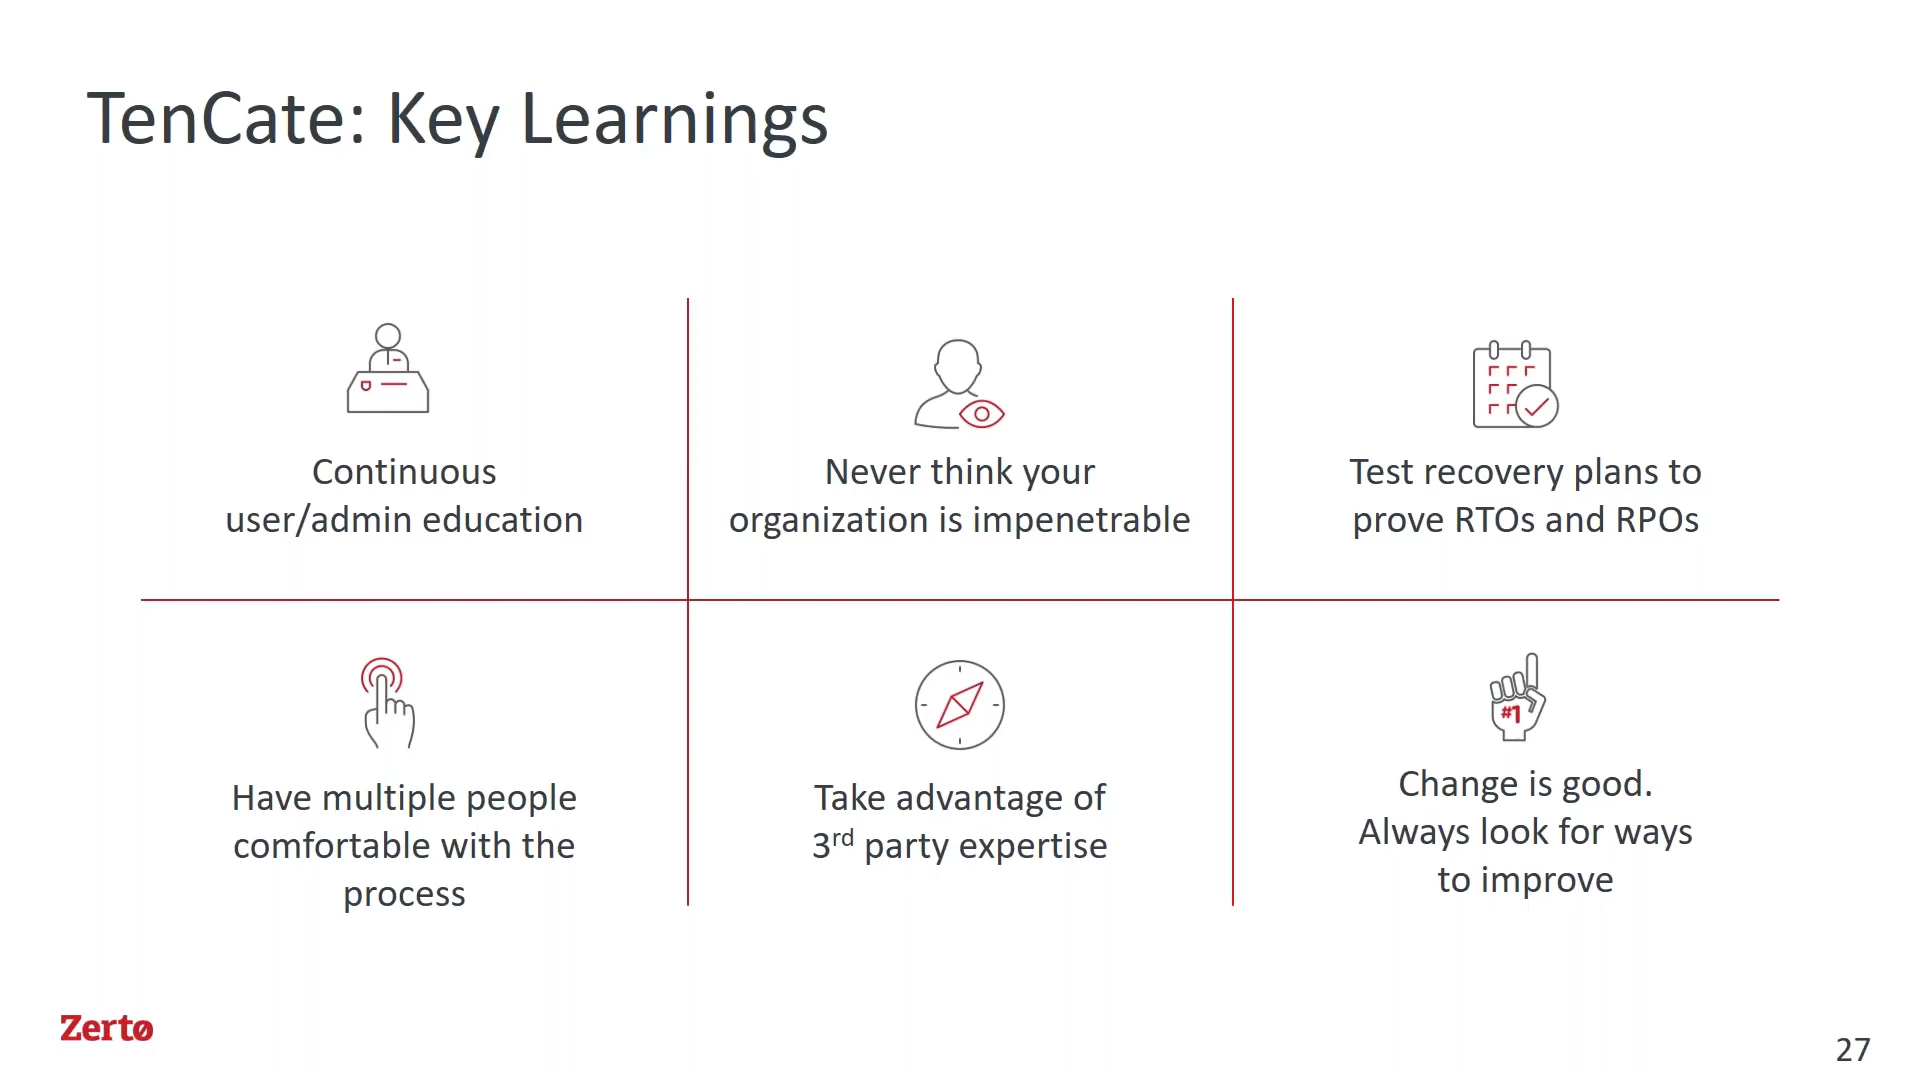 TenCate: Key Learnings
Continuous
user/admin education
Never think your
organization is impenetrable
Test recovery plans to
prove RTOs and RPOs
Have multiple people
comfortable with the
process
Take advantage of
3rd party expertise
#1
Change is good.
Always look for ways
to improve
Zerto
27